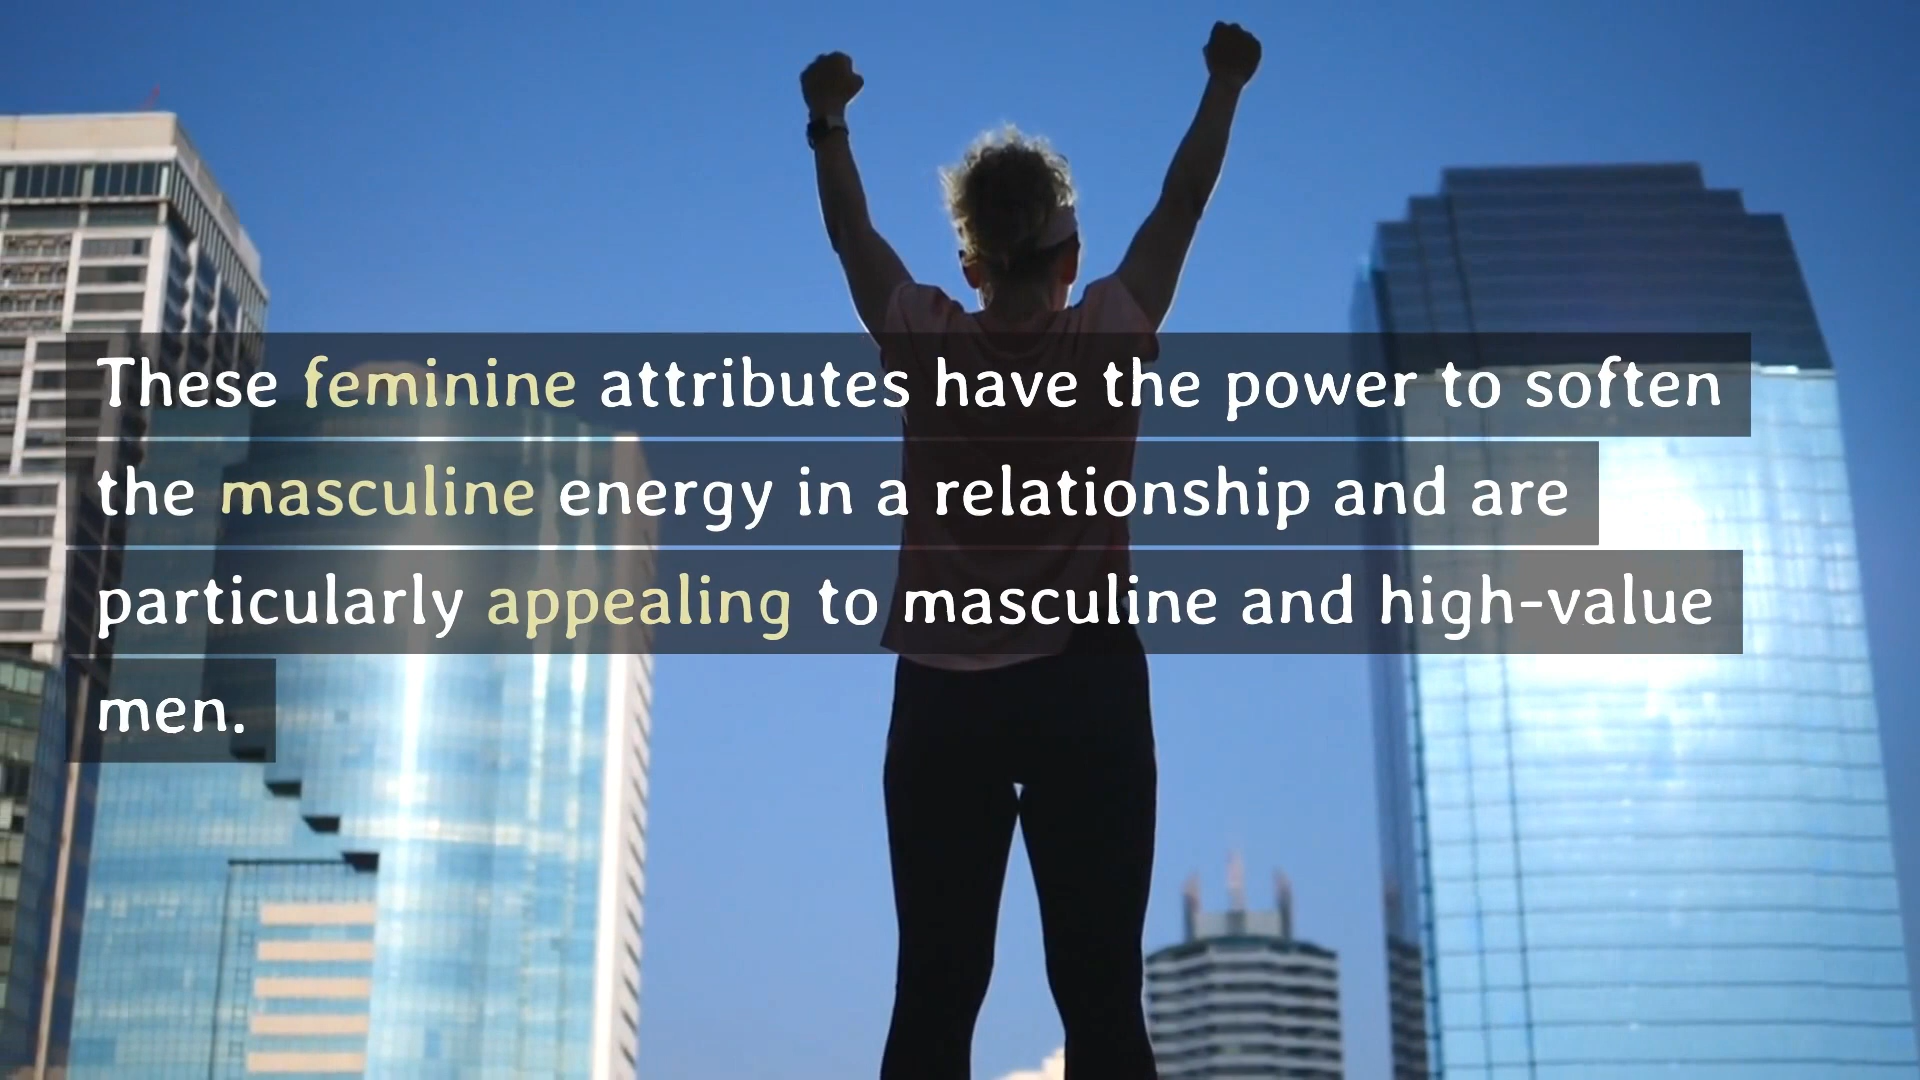 These feminine attributes have the power to soften
the masculine energy in a relationship and are
particularly appealing to masculine and high-value
men.